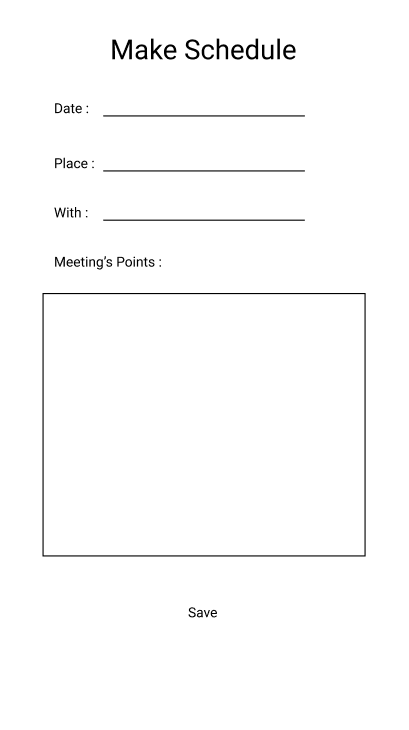 Make Schedule
Date :
Place :
With :
Meeting’s Points :
Save